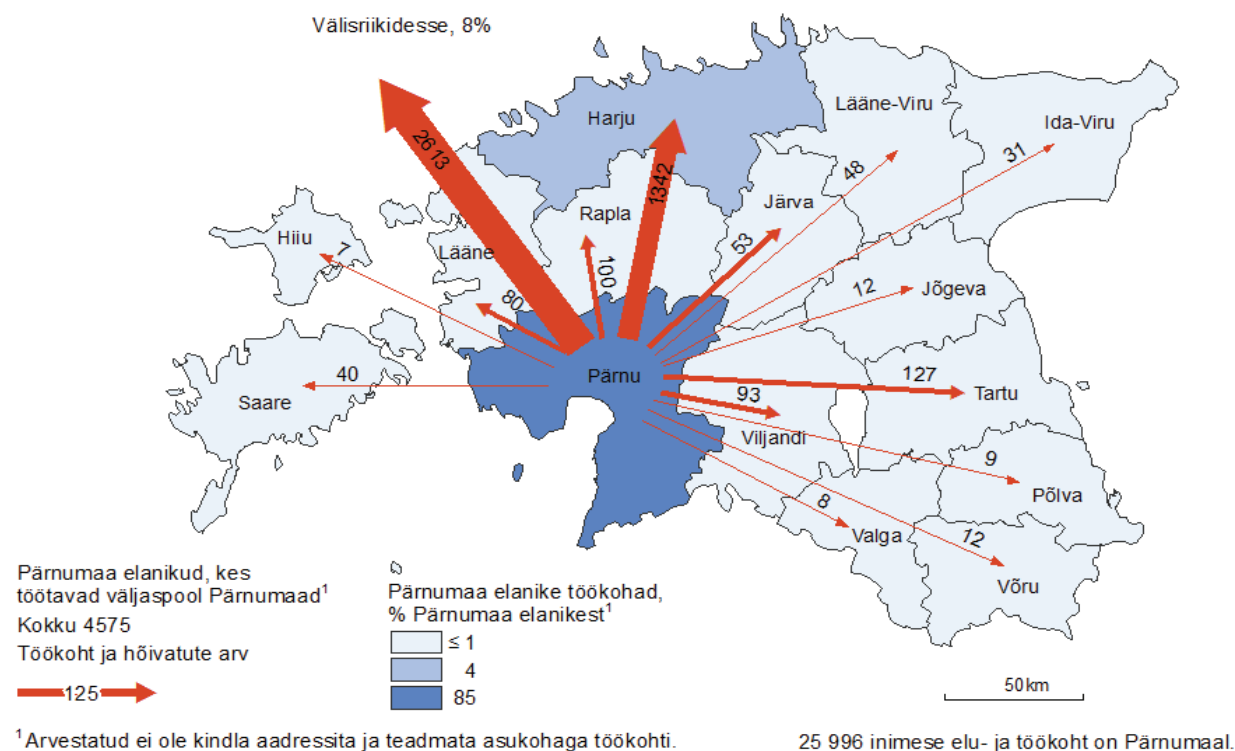 Välisriikidesse, 8%
Lääne-Viru
Ida-Viru
Harju
2613
1342
48
31
Järva
Rapla
Hiiu
7
Lääne
53
100
80
12
Jõgeva
Pärnu
40
Saare
127
Tartu
93
Viljandi
9
Põlva
8
Valga
12
Võru
Pärnumaa elanikud, kes
töötavad väljaspool Pärnumaad¹
Kokku 4575
Töökoht ja hõivatute arv
125
Pärnumaa elanike töökohad,
% Pärnumaa elanikest¹
≤ 1
4
85
50km
¹Arvestatud ei ole kindla aadressita ja teadmata asukohaga töökohti.
25 996 inimese elu- ja töökoht on Pärnumaal.